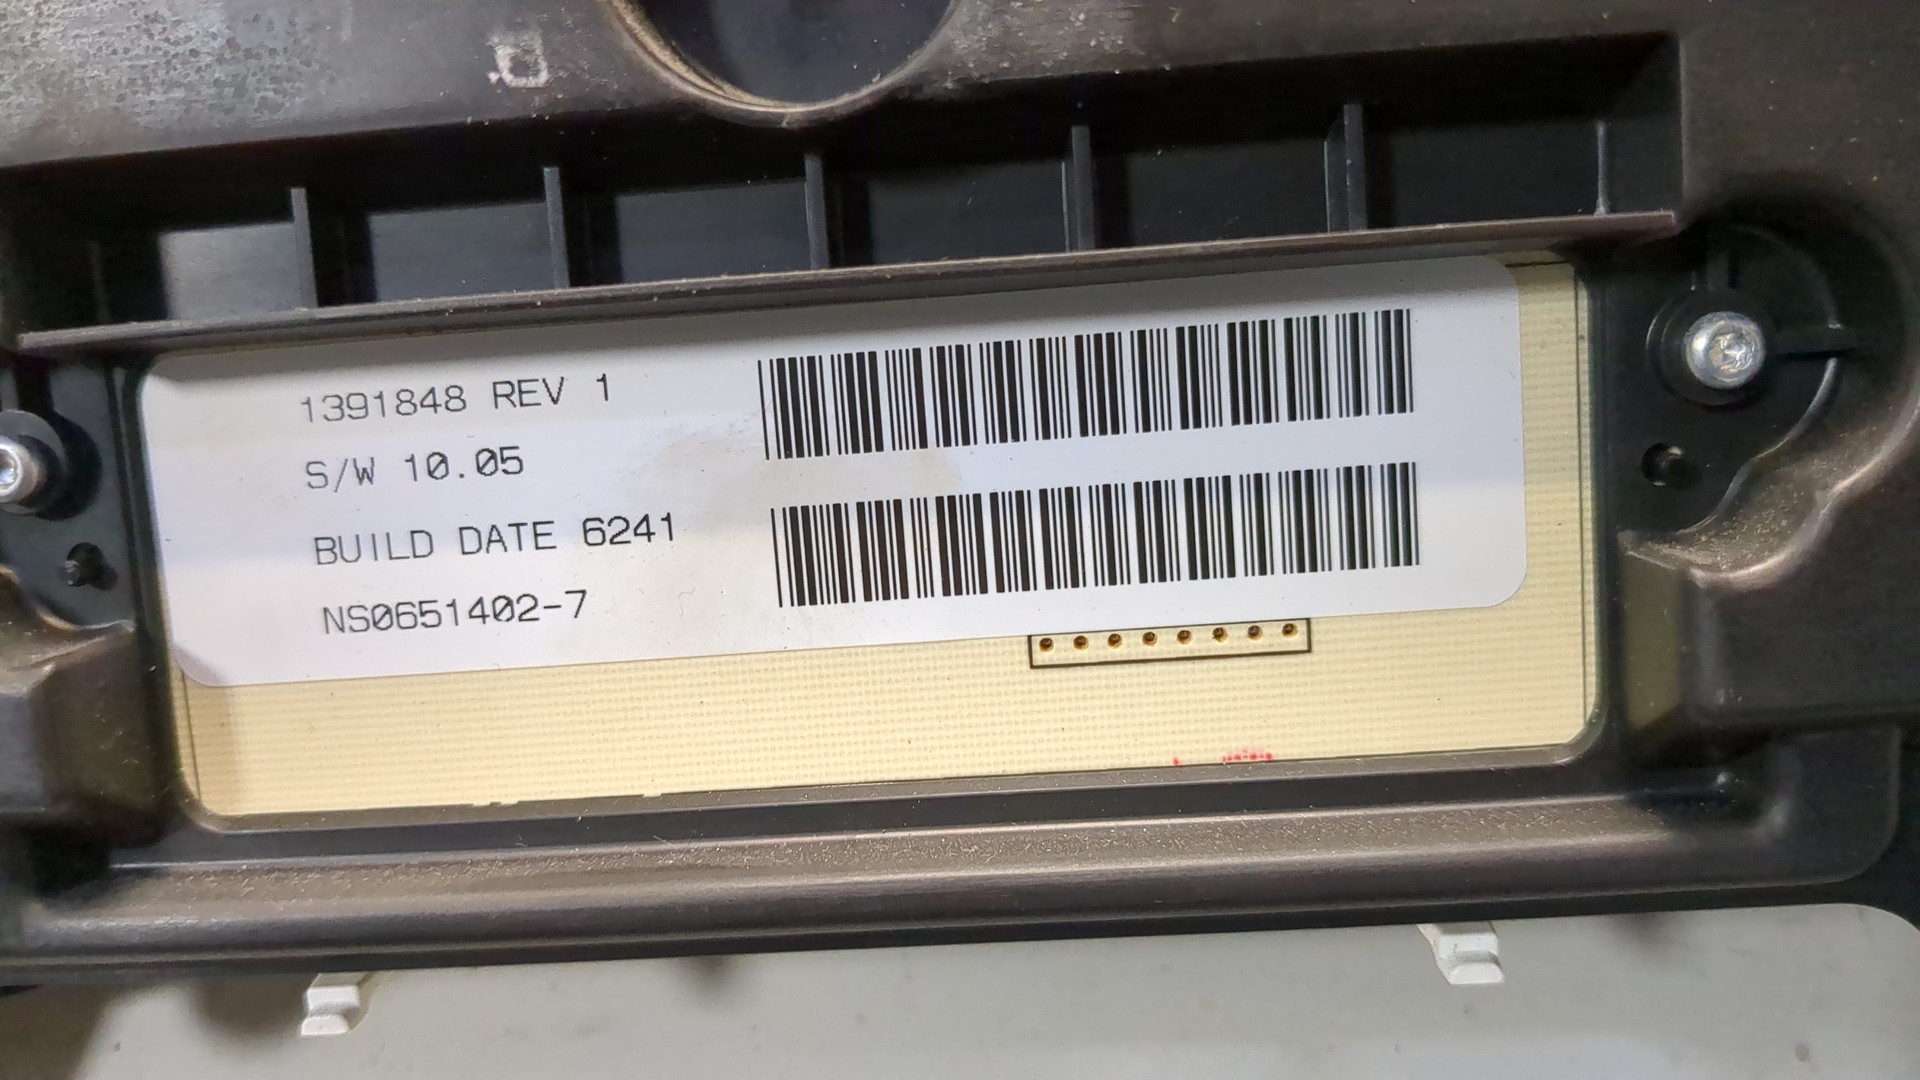 1391848 REV 1
S/W 10.05
BUILD DATE 6241
NS0651402-7